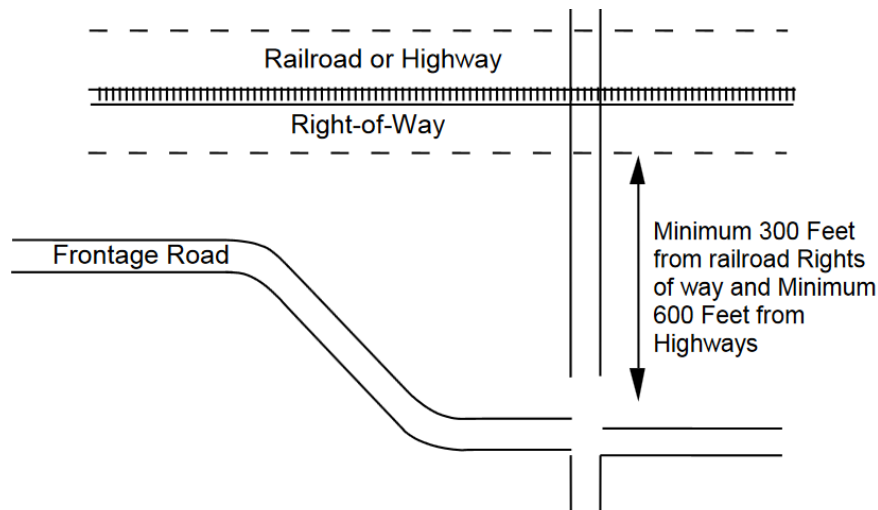 Railroad or Highway
Right-of-Way
Frontage Road
Minimum 300 Feet
from railroad Rights
of way and Minimum
600 Feet from
Highways